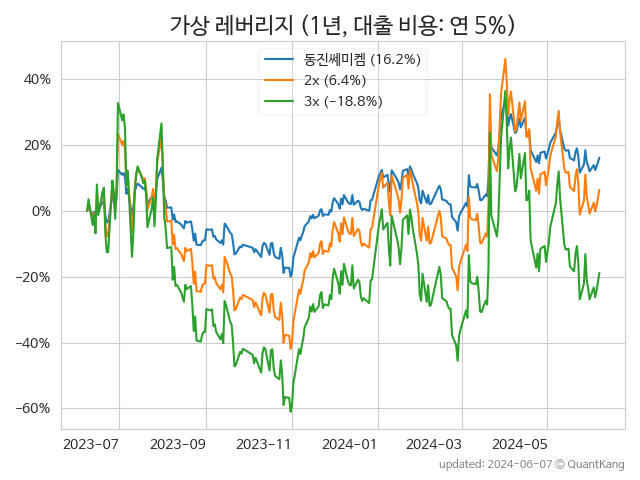 가상 레버리지 (1년, 대출 비용: 연 5%)
동진쎄미켐 (16.2%)
2x (6.4%)
3x (−18.8%)
40%
20%
0%
−20%
−40%
−60%
2023-07 2023-09 2023-11 2024-01 2024-03 2024-05
updated: 2024-06-07 © QuantKang